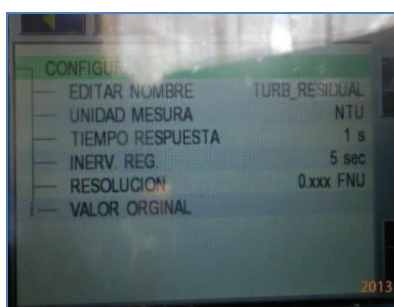 EDITAR NOMBRE TURB_RESIDUAL
UNIDAD MESURA NTU
TIEMPO RESPUESTA 1 s
INERV. REG. 5 sec
RESOLUCION 0.xxx FNU
VALOR ORGINAL
2013